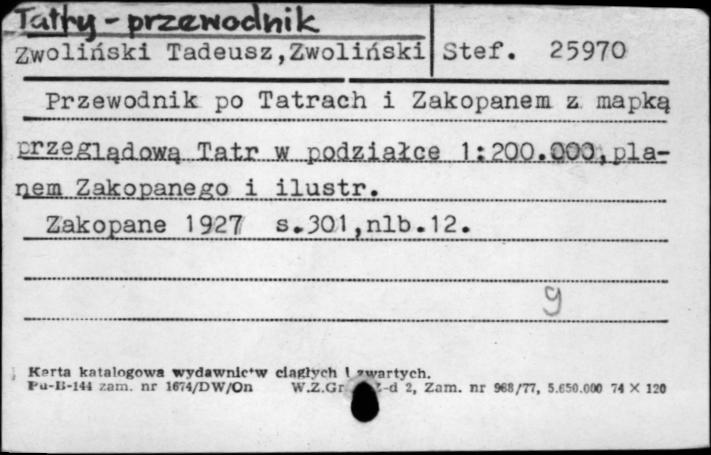 Tatry - przewodnik
Zwoliński Tadeusz,Zwoliński Stef. 25970
Przewodnik po Tatrach i Zakopanem z mapką
przeglądową Tatr w podziałce 1:200.000,pla-
nem Zakopanego i ilustr.
Zakopane 1927 s.301,nlb.12.
g
Karta katalogowa wydawnictw ciągłych i zwartych.
Pu-B-144 zam. nr 1674/DW/On W.Z.Gr. Z-d 2, Zam. nr 968/77, 5.650.000 74 X 120